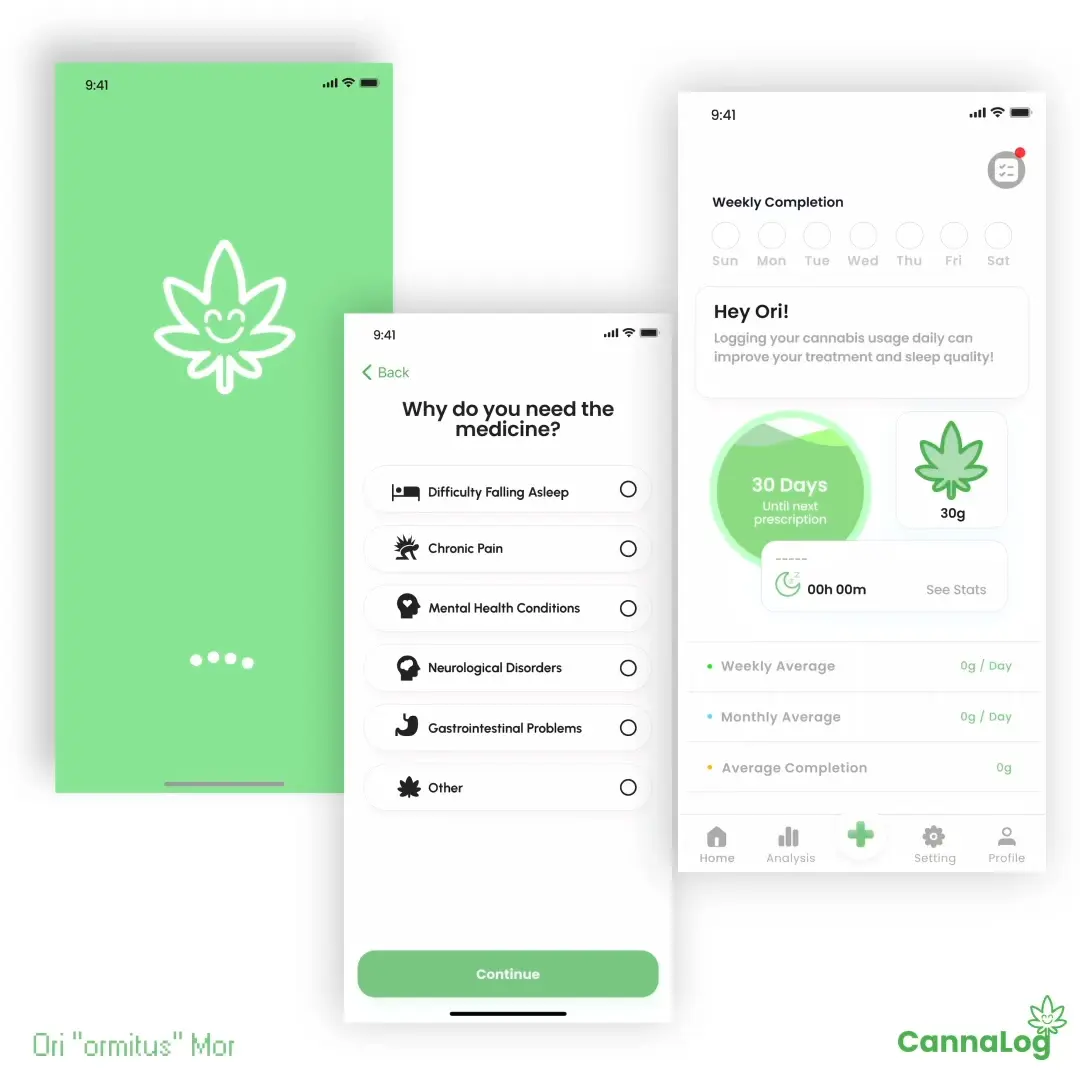 9:41
9:41
Back
Why do you need the
medicine?
Difficulty Falling Asleep
Chronic Pain
Mental Health Conditions
Neurological Disorders
Gastrointestinal Problems
Other
Continue
9:41
Weekly Completion
Sun Mon Tue Wed Thu Fri Sat
Hey Ori!
Logging your cannabis usage daily can
improve your treatment and sleep quality!
30 Days
Until next
prescription
30g
-----
00h 00m See Stats
Weekly Average 0g / Day
Monthly Average 0g / Day
Average Completion 0g
Home Analysis Setting Profile
Ori "ormitus" Mor
CannaLog